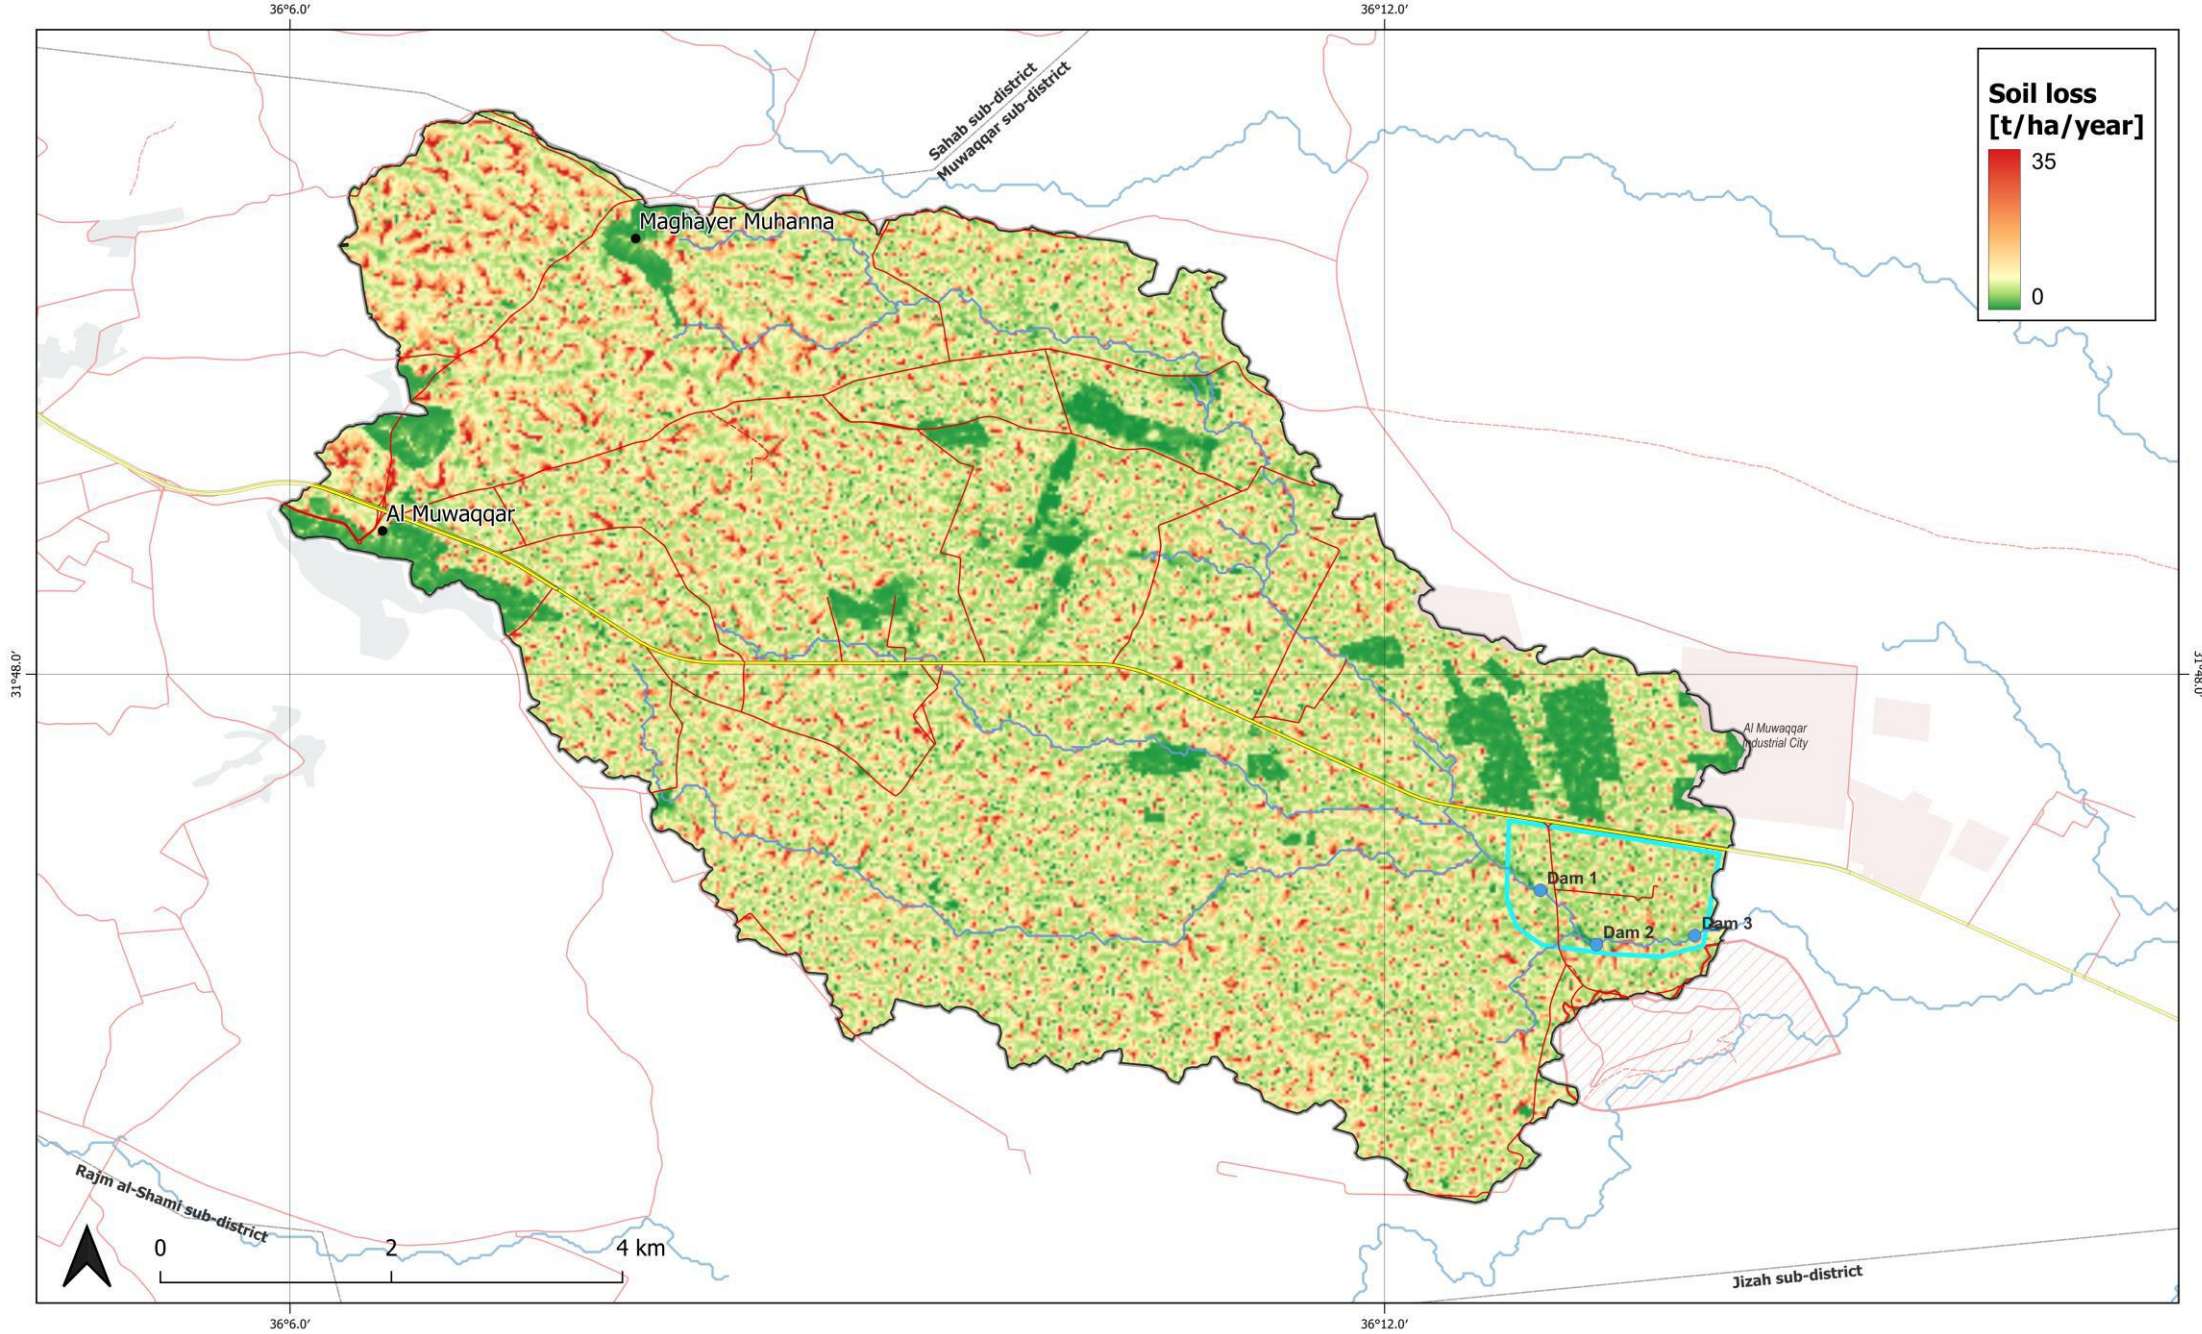 36°6.0'
36°12.0'
Soil loss
[t/ha/year]
35
0
Sahab sub-district
Muwaqqar sub-district
Maghayer Muhanna
Al Muwaqqar
31°48.0'
31°48.0'
Al Muwaqqar
Industrial City
Dam 1
Dam 2
Dam 3
Rajm al-Shami sub-district
0
2
4 km
Jizah sub-district
36°6.0'
36°12.0'